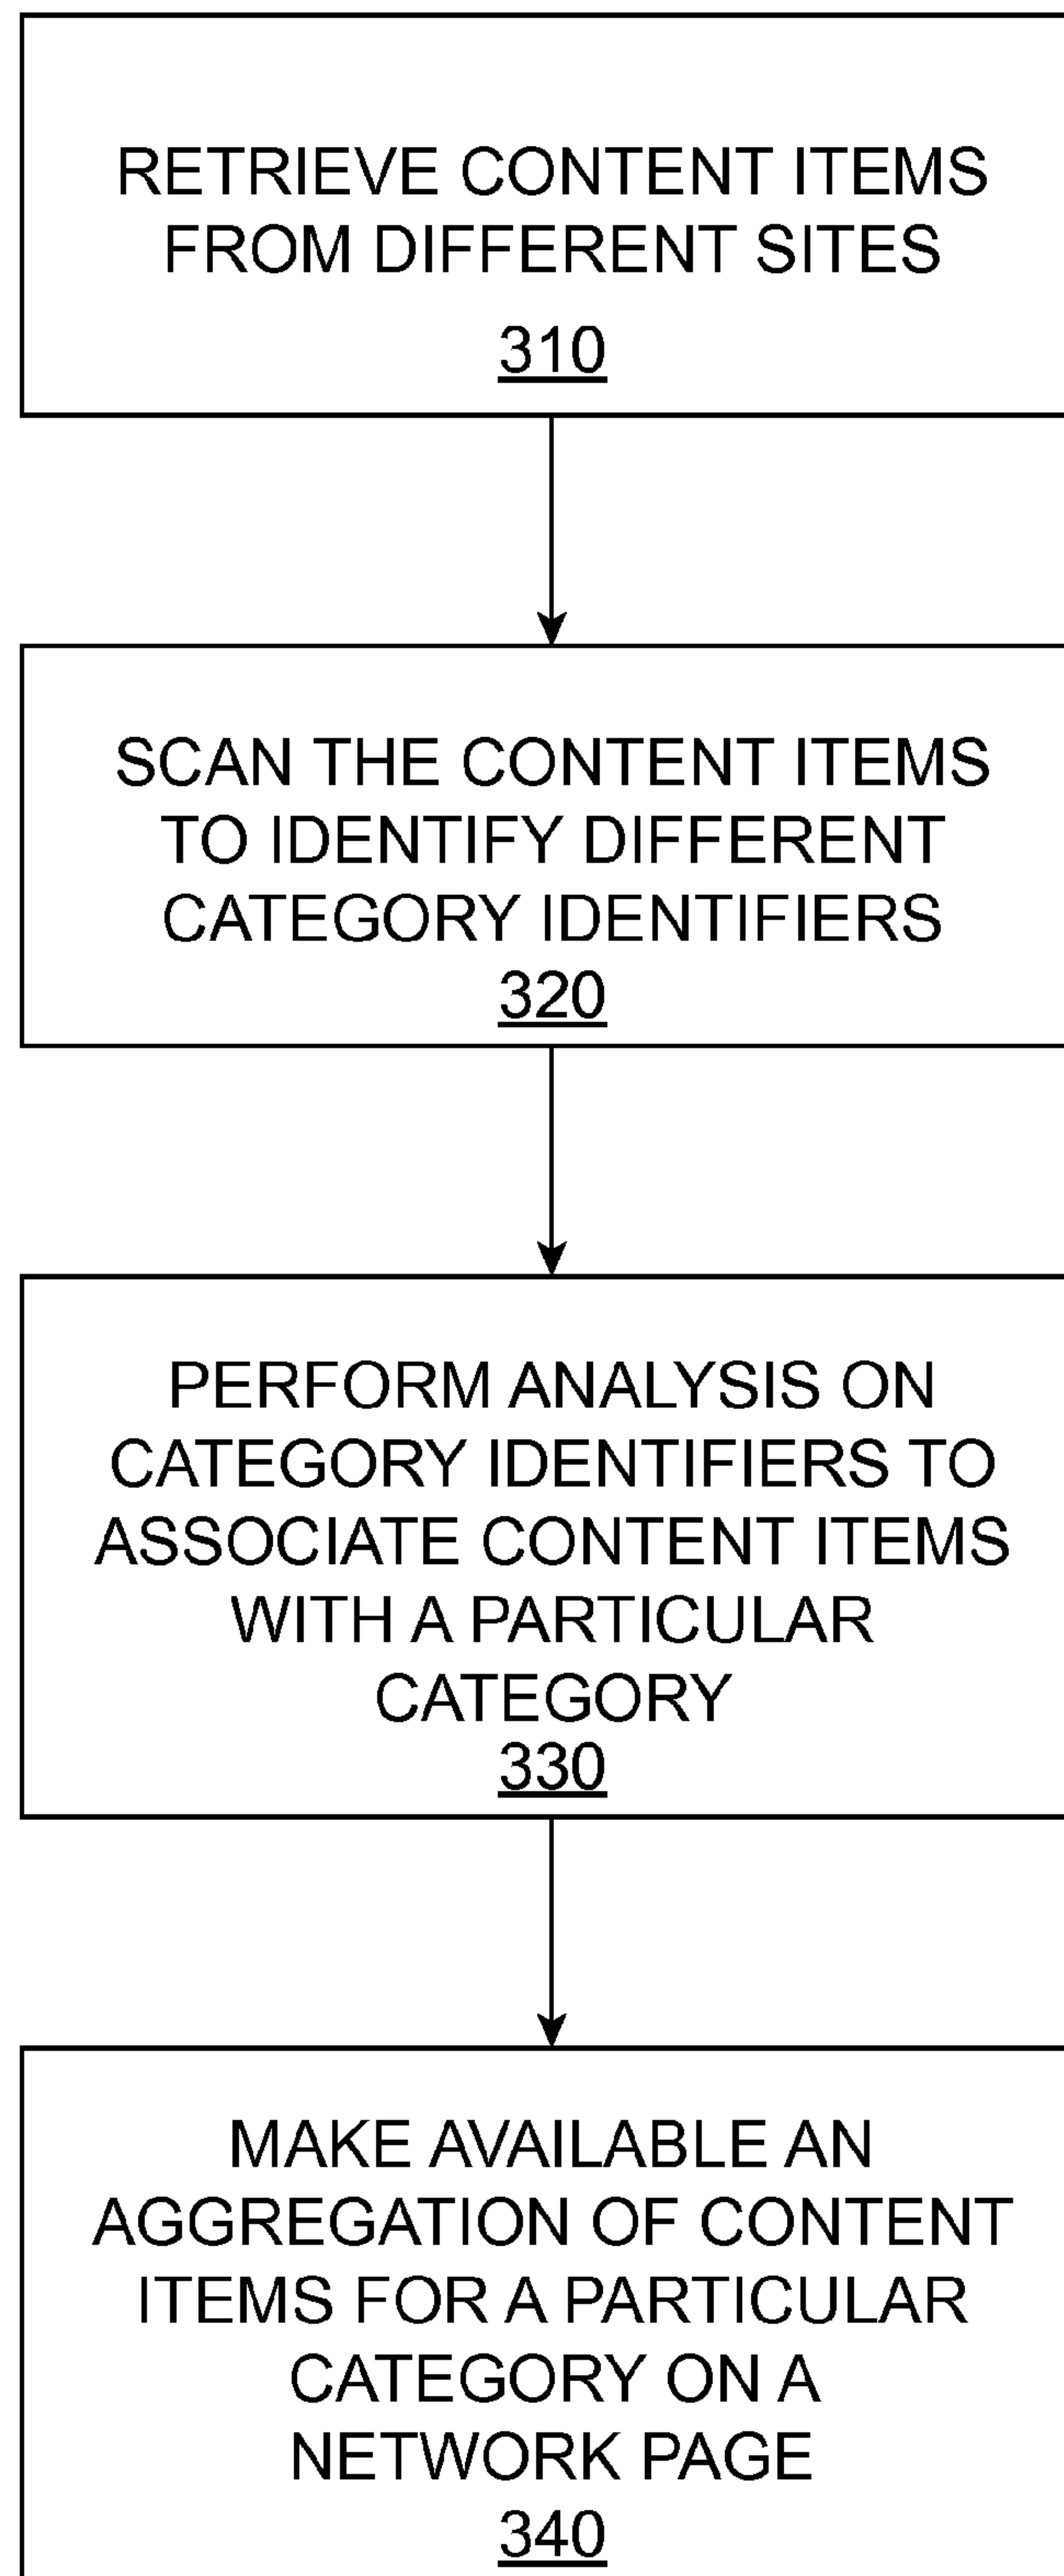 RETRIEVE CONTENT ITEMS
FROM DIFFERENT SITES
310
SCAN THE CONTENT ITEMS
TO IDENTIFY DIFFERENT
CATEGORY IDENTIFIERS
320
PERFORM ANALYSIS ON
CATEGORY IDENTIFIERS TO
ASSOCIATE CONTENT ITEMS
WITH A PARTICULAR
CATEGORY
330
MAKE AVAILABLE AN
AGGREGATION OF CONTENT
ITEMS FOR A PARTICULAR
CATEGORY ON A
NETWORK PAGE
340